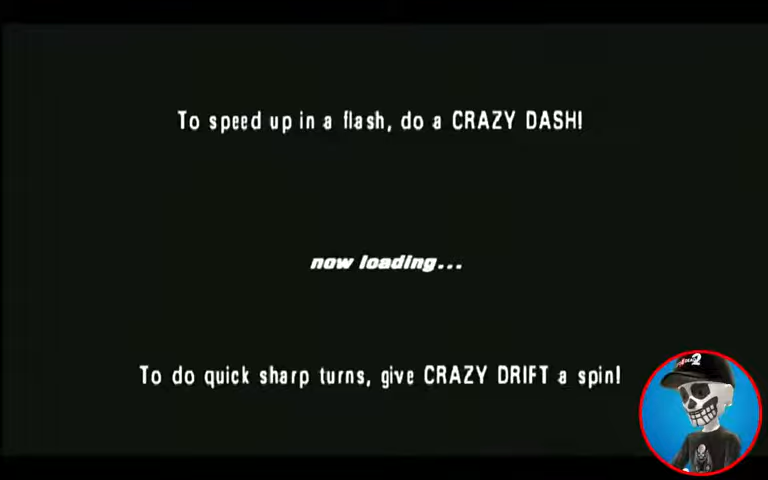 To speed up in a flash, do a CRAZY DASH!
now loading...
To do quick sharp turns, give CRAZY DRIFT a spin!